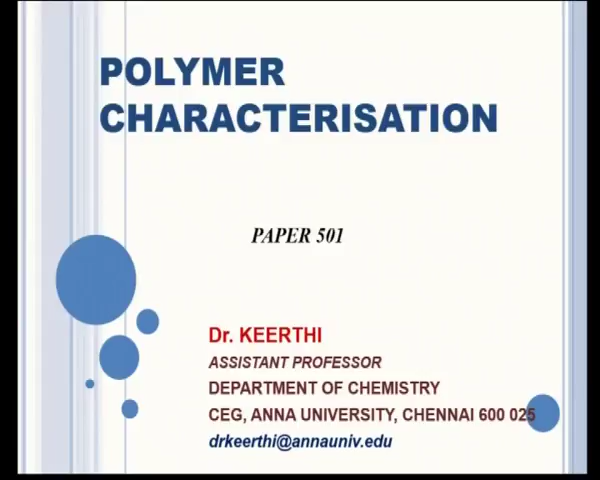 POLYMER
CHARACTERISATION
PAPER 501
Dr. KEERTHI
ASSISTANT PROFESSOR
DEPARTMENT OF CHEMISTRY
CEG, ANNA UNIVERSITY, CHENNAI 600 025
drkeerthi@annauniv.edu